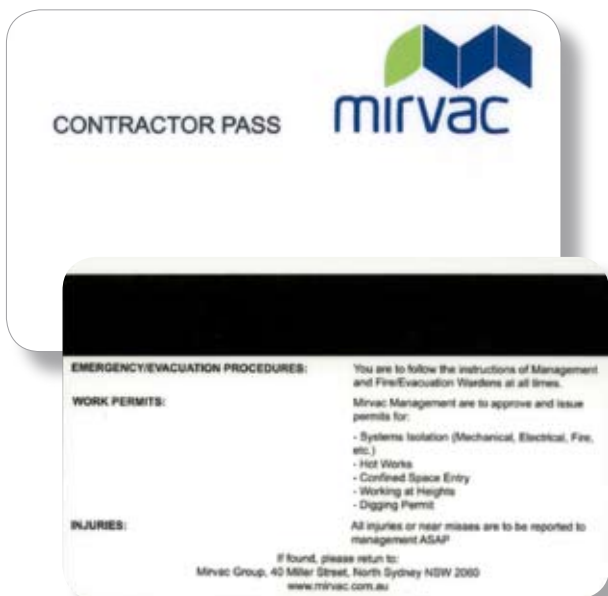 CONTRACTOR PASS
mirvac
EMERGENCY/EVACUATION PROCEDURES:
You are to follow the instructions of Management
and Fire/Evacuation Wardens at all times.
WORK PERMITS:
Mirvac Management are to approve and issue
permits for:
- Systems Isolation (Mechanical, Electrical, Fire,
etc.)
- Hot Works
- Confined Space Entry
- Working at Heights
- Digging Permit
INJURIES:
All injuries or near misses are to be reported to
management ASAP
If found, please retun to:
Mirvac Group, 40 Miller Street, North Sydney NSW 2060
www.mirvac.com.au